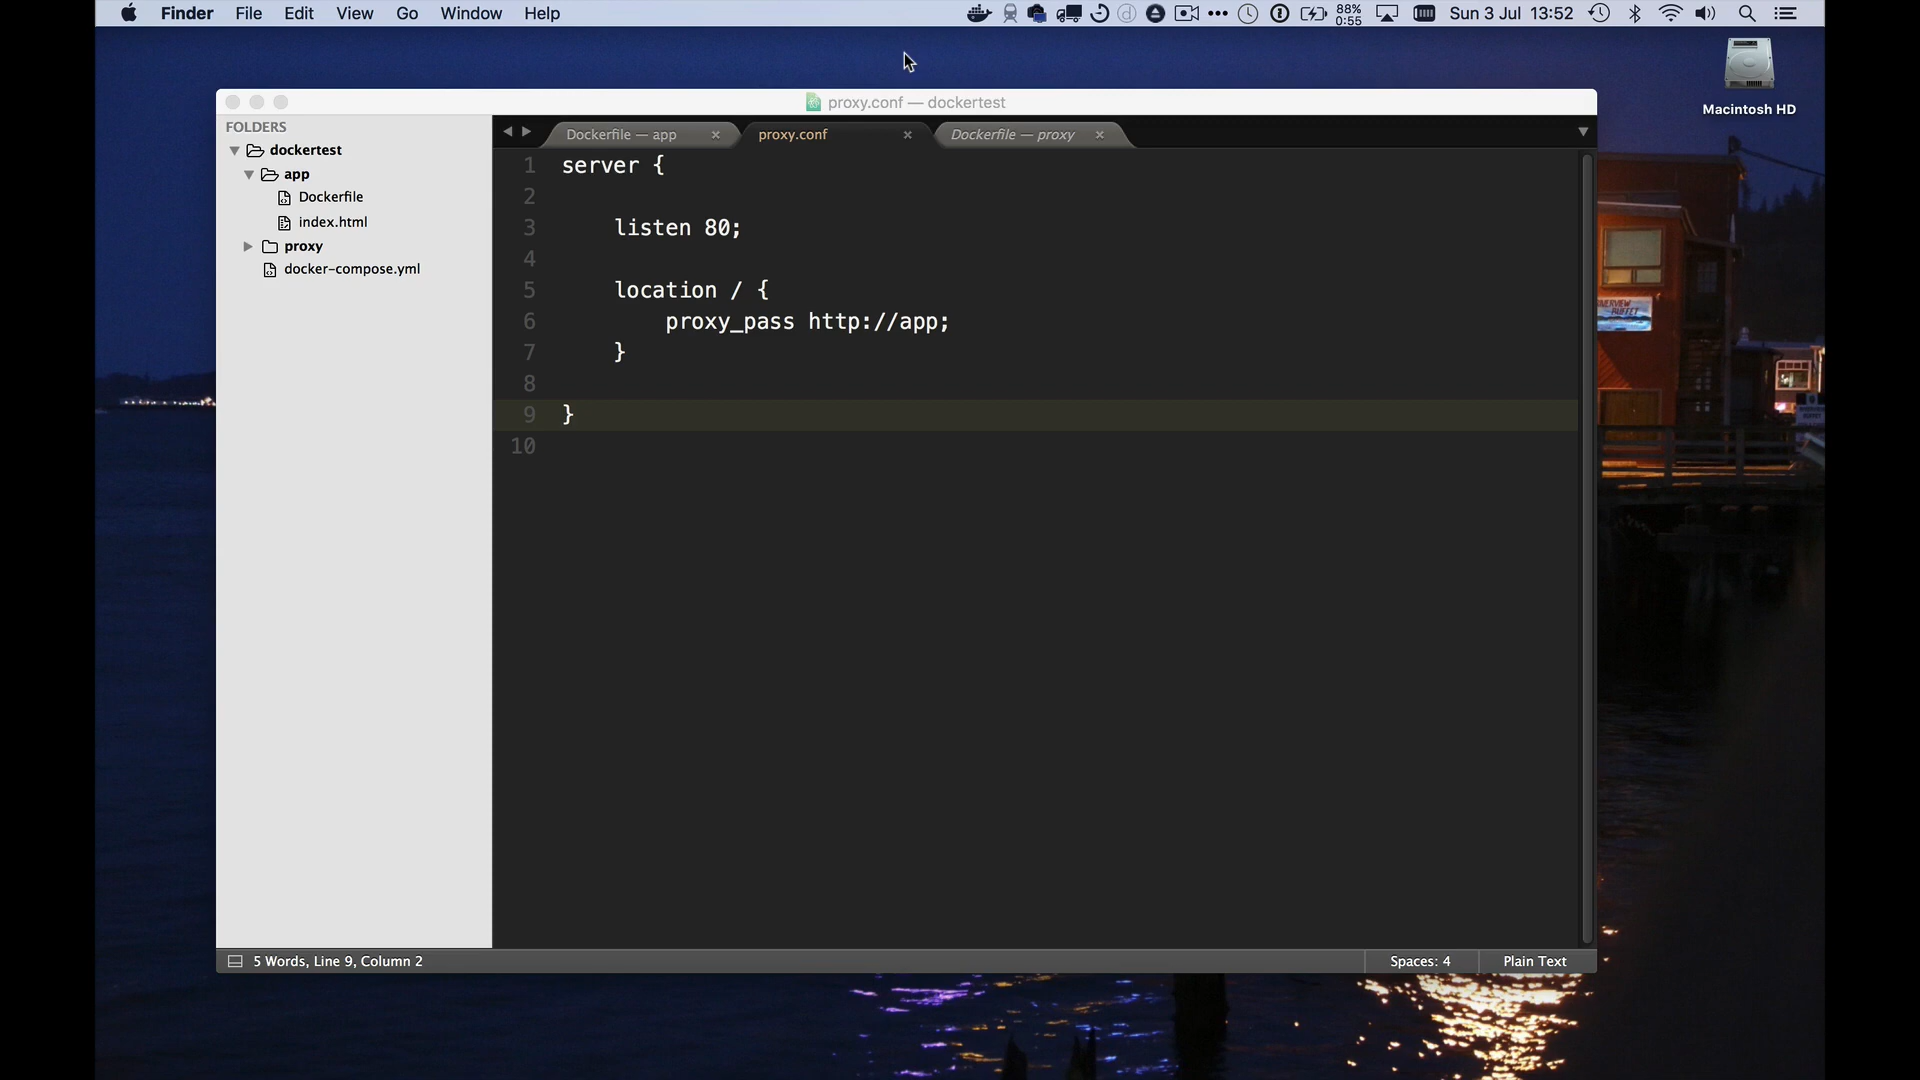 Finder File Edit View Go Window Help
88%
0:55
Sun 3 Jul 13:52
Macintosh HD
proxy.conf — dockertest
FOLDERS
dockertest
app
Dockerfile
index.html
proxy
docker-compose.yml
Dockerfile — app
proxy.conf
Dockerfile — proxy
1 server {
2
3 listen 80;
4
5 location / {
6 proxy_pass http://app;
7 }
8
9 }
10
5 Words, Line 9, Column 2
Spaces: 4
Plain Text